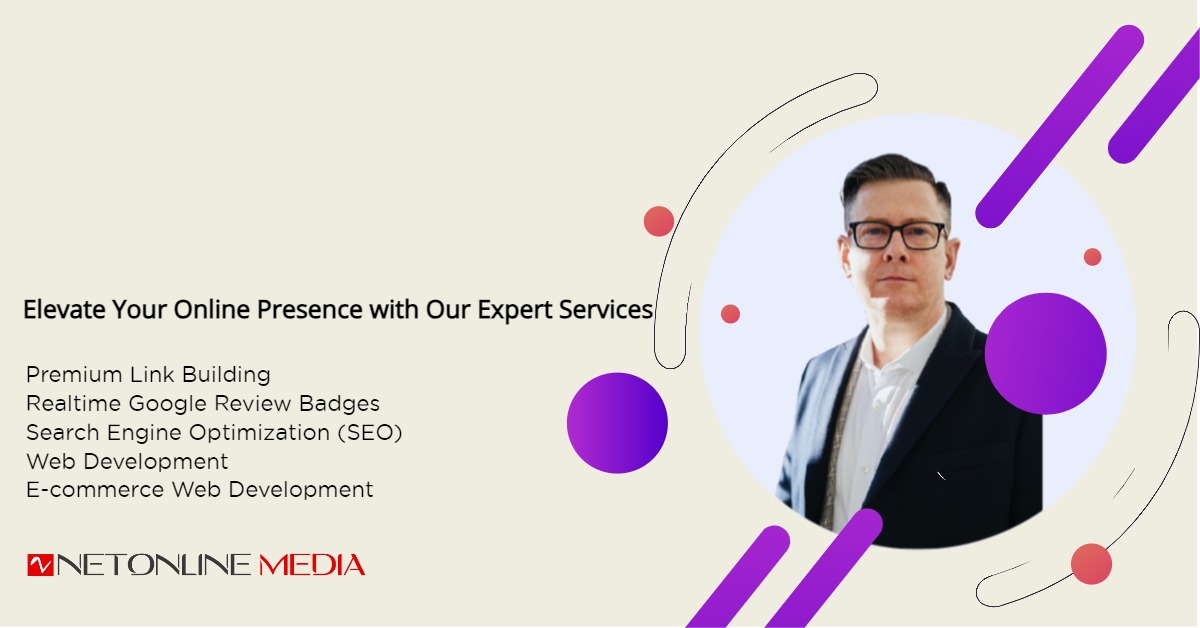 Elevate Your Online Presence with Our Expert Services
Premium Link Building
Realtime Google Review Badges
Search Engine Optimization (SEO)
Web Development
E-commerce Web Development
NETONLINE MEDIA